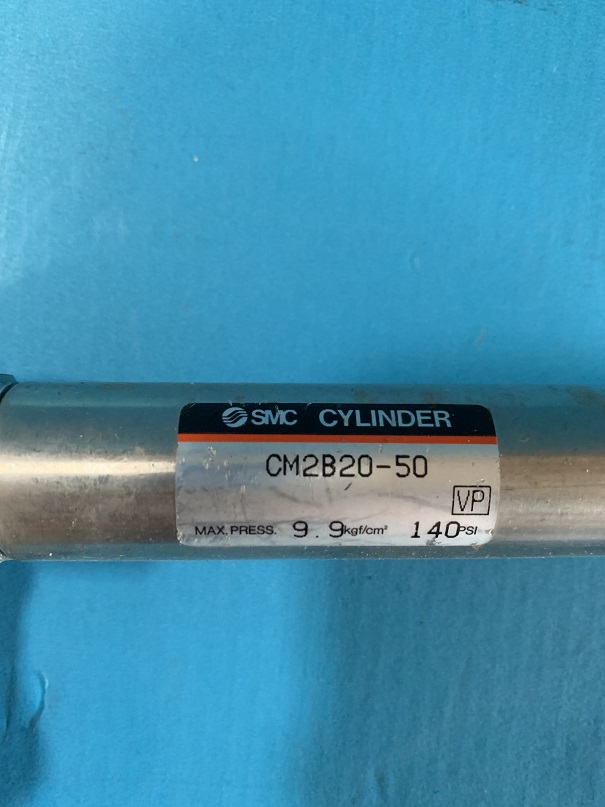 SMC CYLINDER
CM2B20-50
VP
MAX. PRESS. 9.9kgf/cm² 140PSI